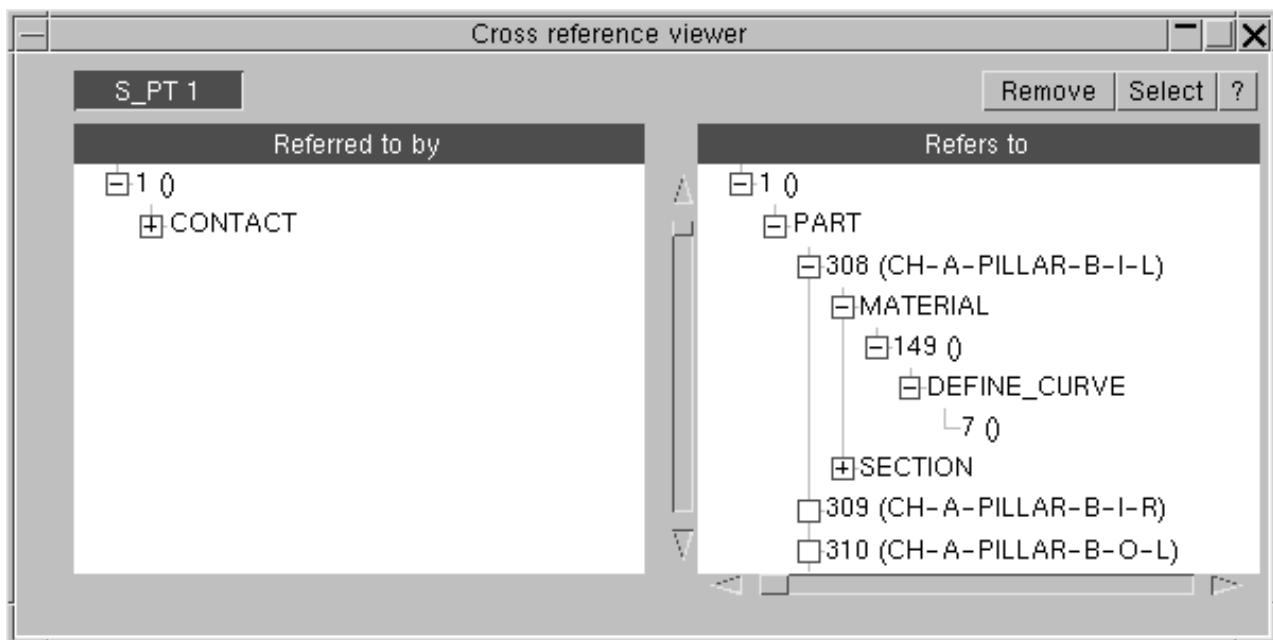 Cross reference viewer
S_PT 1
Remove
Select
?
Referred to by
1 ()
CONTACT
Refers to
1 ()
PART
308 (CH-A-PILLAR-B-I-L)
MATERIAL
149 ()
DEFINE_CURVE
7 ()
SECTION
309 (CH-A-PILLAR-B-I-R)
310 (CH-A-PILLAR-B-O-L)